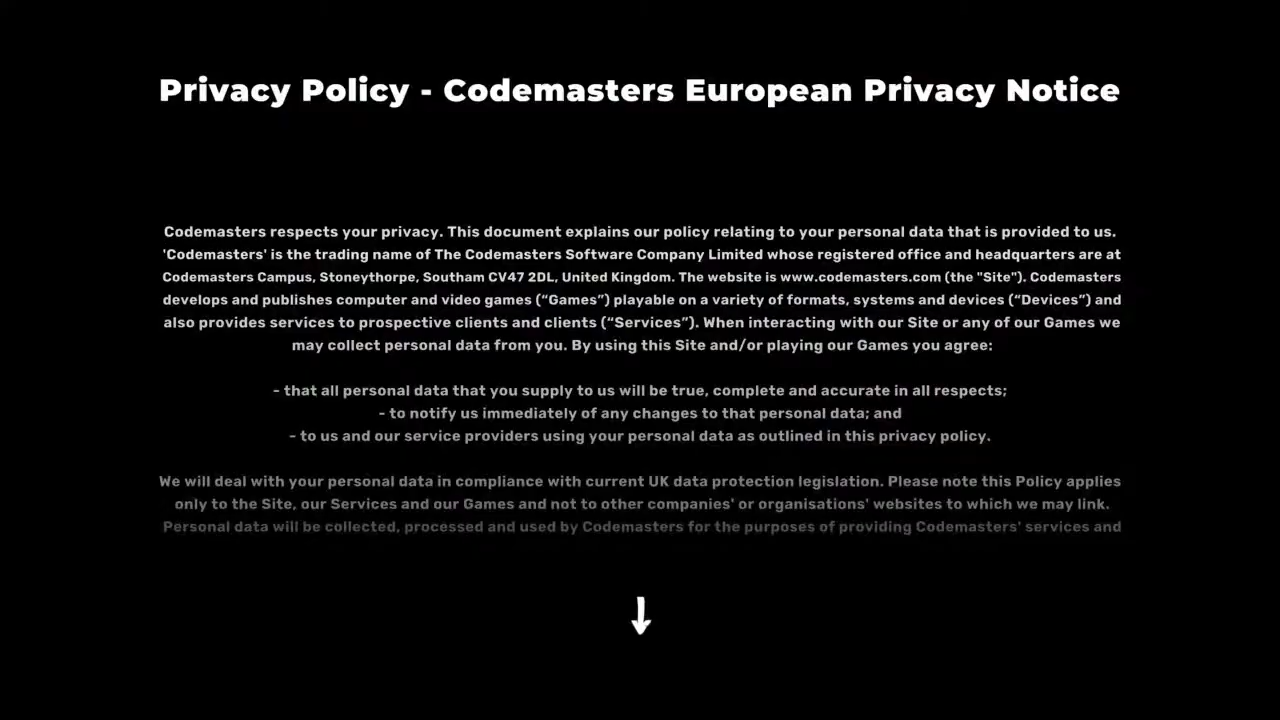 Privacy Policy - Codemasters European Privacy Notice
Codemasters respects your privacy. This document explains our policy relating to your personal data that is provided to us.
'Codemasters' is the trading name of The Codemasters Software Company Limited whose registered office and headquarters are at
Codemasters Campus, Stoneythorpe, Southam CV47 2DL, United Kingdom. The website is www.codemasters.com (the "Site"). Codemasters
develops and publishes computer and video games (“Games”) playable on a variety of formats, systems and devices (“Devices”) and
also provides services to prospective clients and clients (“Services”). When interacting with our Site or any of our Games we
may collect personal data from you. By using this Site and/or playing our Games you agree:
- that all personal data that you supply to us will be true, complete and accurate in all respects;
- to notify us immediately of any changes to that personal data; and
- to us and our service providers using your personal data as outlined in this privacy policy.
We will deal with your personal data in compliance with current UK data protection legislation. Please note this Policy applies
only to the Site, our Services and our Games and not to other companies' or organisations' websites to which we may link.
Personal data will be collected, processed and used by Codemasters for the purposes of providing Codemasters' services and